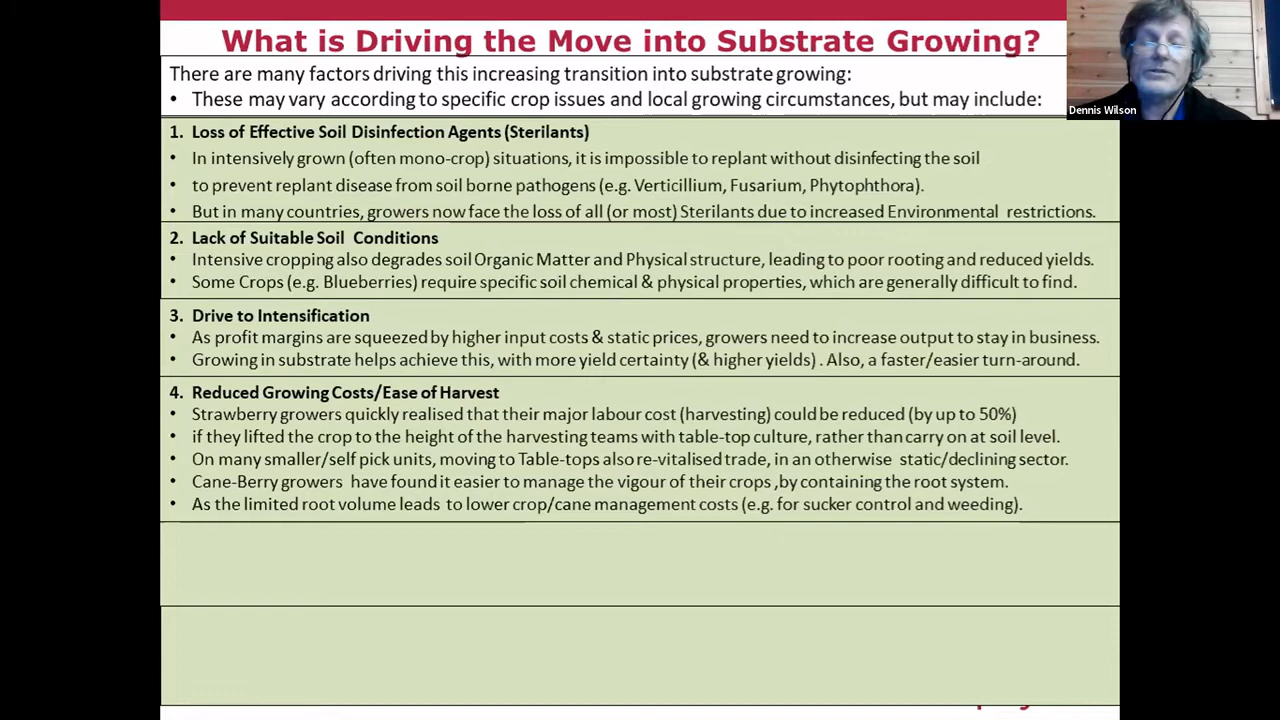 What is Driving the Move into Substrate Growing?
There are many factors driving this increasing transition into substrate growing:
• These may vary according to specific crop issues and local growing circumstances, but may include:
Dennis Wilson
1. Loss of Effective Soil Disinfection Agents (Sterilants)
• In intensively grown (often mono-crop) situations, it is impossible to replant without disinfecting the soil
• to prevent replant disease from soil borne pathogens (e.g. Verticillium, Fusarium, Phytophthora).
• But in many countries, growers now face the loss of all (or most) Sterilants due to increased Environmental restrictions.
2. Lack of Suitable Soil Conditions
• Intensive cropping also degrades soil Organic Matter and Physical structure, leading to poor rooting and reduced yields.
• Some Crops (e.g. Blueberries) require specific soil chemical & physical properties, which are generally difficult to find.
3. Drive to Intensification
• As profit margins are squeezed by higher input costs & static prices, growers need to increase output to stay in business.
• Growing in substrate helps achieve this, with more yield certainty (& higher yields) . Also, a faster/easier turn-around.
4. Reduced Growing Costs/Ease of Harvest
• Strawberry growers quickly realised that their major labour cost (harvesting) could be reduced (by up to 50%)
• if they lifted the crop to the height of the harvesting teams with table-top culture, rather than carry on at soil level.
• On many smaller/self pick units, moving to Table-tops also re-vitalised trade, in an otherwise static/declining sector.
• Cane-Berry growers have found it easier to manage the vigour of their crops ,by containing the root system.
• As the limited root volume leads to lower crop/cane management costs (e.g. for sucker control and weeding).